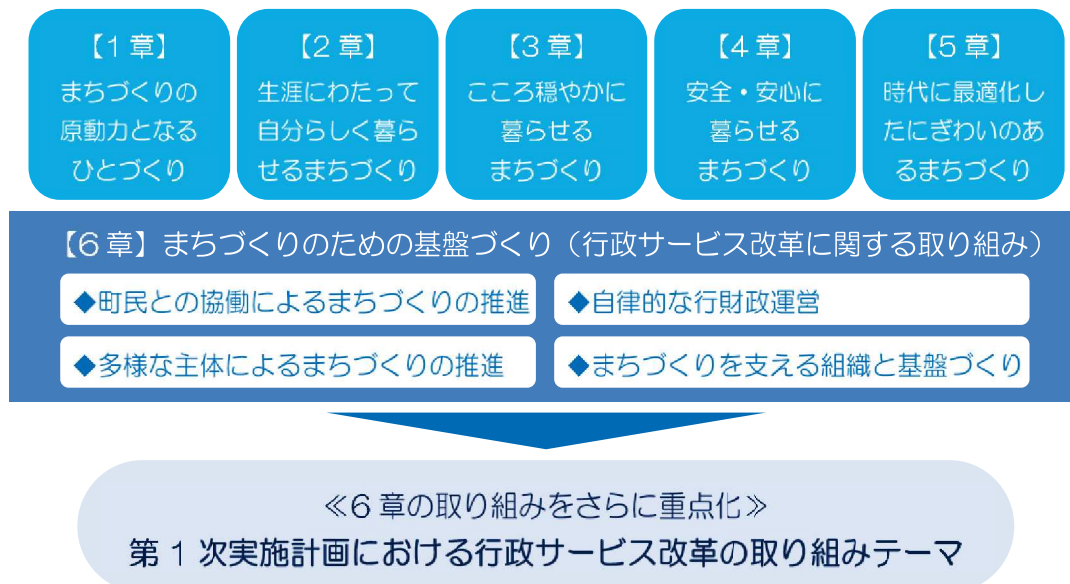 【1章】
まちづくりの
原動力となる
ひとづくり
【2章】
生涯にわたって
自分らしく暮ら
せるまちづくり
【3章】
こころ穏やかに
暮らせる
まちづくり
【4章】
安全・安心に
暮らせる
まちづくり
【5章】
時代に最適化し
たにぎわいのあ
るまちづくり
【6章】まちづくりのための基盤づくり（行政サービス改革に関する取り組み）
◆町民との協働によるまちづくりの推進
◆自律的な行財政運営
◆多様な主体によるまちづくりの推進
◆まちづくりを支える組織と基盤づくり
≪6章の取り組みをさらに重点化≫
第1次実施計画における行政サービス改革の取り組みテーマ